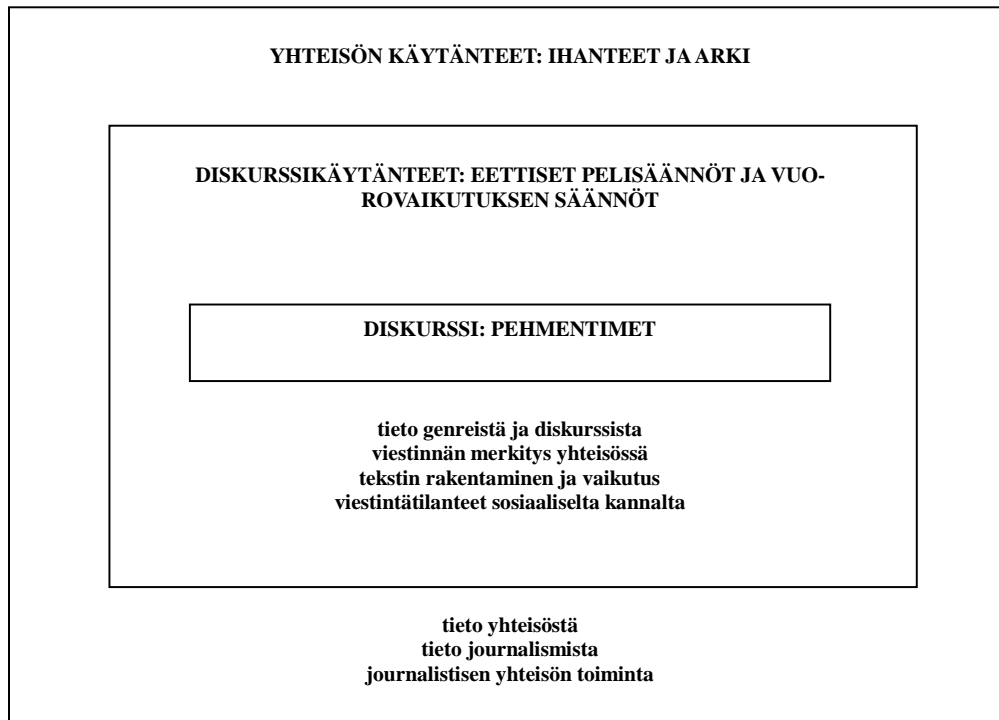 YHTEISÖN KÄYTÄNTEET: IHANTEET JA ARKI
DISKURSSIKÄYTÄNTEET: EETTISET PELISÄÄNNÖT JA VUO-
ROVAIKUTUKSEN SÄÄNNÖT
DISKURSSI: PEHMENTIMET
tieto genreistä ja diskurssista
viestinnän merkitys yhteisössä
tekstin rakentaminen ja vaikutus
viestintätilanteet sosiaaliselta kannalta
tieto yhteisöstä
tieto journalismista
journalistisen yhteisön toiminta